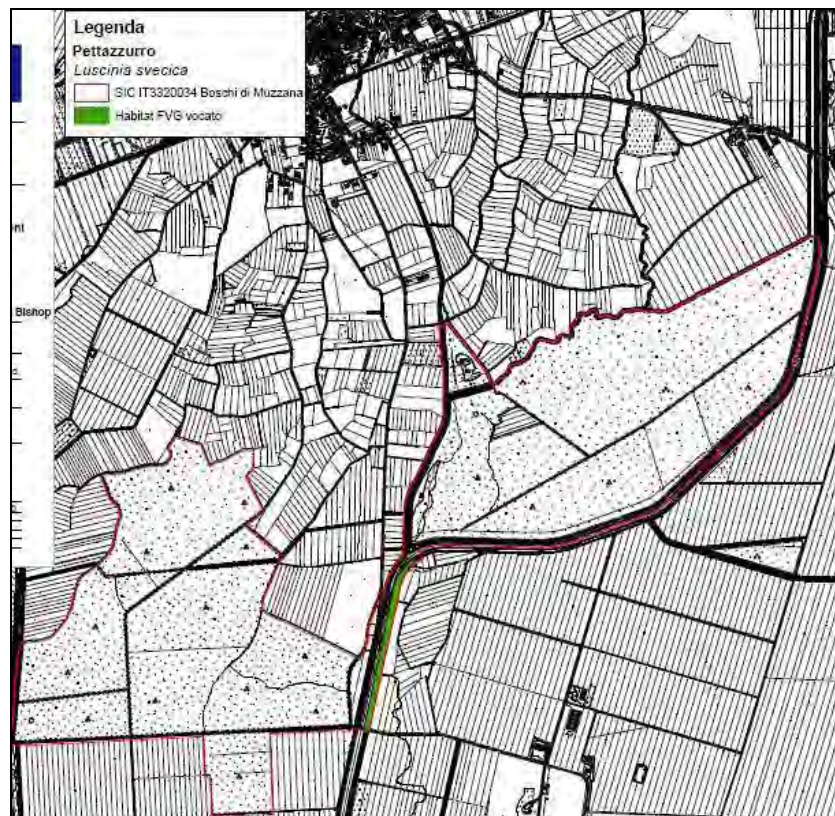 Legenda
Pettazzurro
Luscinia svecica
SIC IT3320034 Boschi di Muzzana
Habitat FVG vocato
Bishop